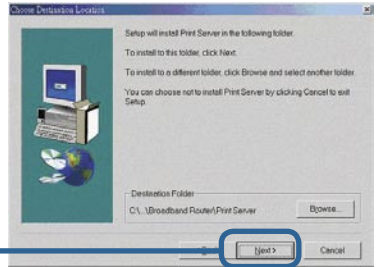 Choose Destination Location
Setup will install Print Server in the following folder.
To install to this folder, click Next.
To install to a different folder, click Browse and select another folder.
You can choose not to install Print Server by clicking Cancel to exit
Setup.
Destination Folder
C:\...\Broadband Router\Print Server
Browse...
Next >
Cancel